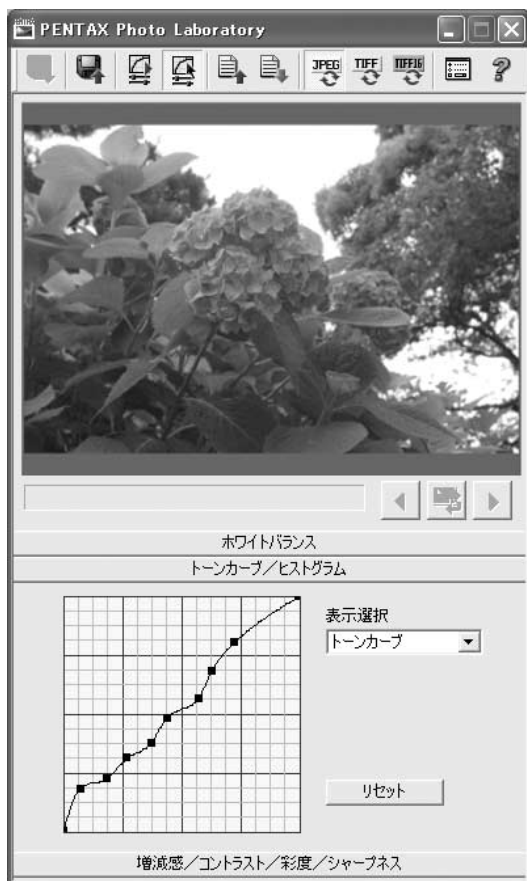 PENTAX Photo Laboratory
JPEG TIFF TIFF16
ホワイトバランス
トーンカーブ／ヒストグラム
表示選択
トーンカーブ
リセット
増減感／コントラスト／彩度／シャープネス